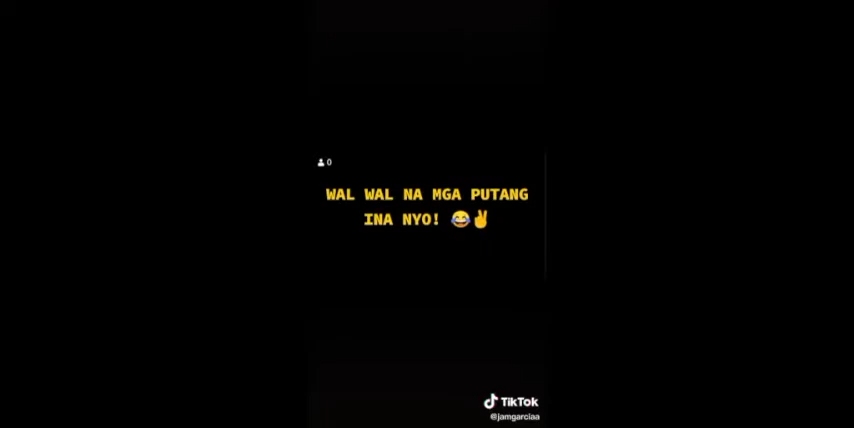 0
WAL WAL NA MGA PUTANG
INA NYO! 😂✌
TikTok
@jamgarciaa